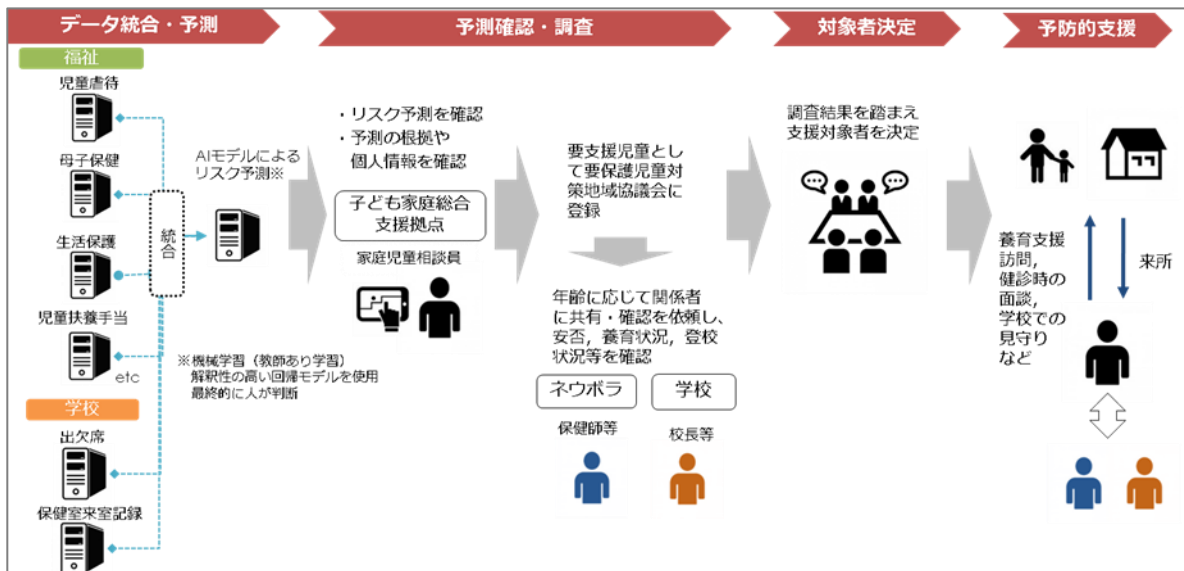 データ統合・予測
予測確認・調査
対象者決定
予防的支援
福祉
児童虐待
母子保健
生活保護
児童扶養手当
etc
学校
出欠席
保健室来室記録
統合
AIモデルによる
リスク予測※
※機械学習（教師あり学習）
解釈性の高い回帰モデルを使用
最終的に人が判断
・リスク予測を確認
・予測の根拠や
個人情報を確認
子ども家庭総合
支援拠点
家庭児童相談員
要支援児童とし
て要保護児童対
策地域協議会に
登録
年齢に応じて関係者
に共有・確認を依頼し、
安否，養育状況，登校
状況等を確認
ネウボラ
学校
保健師等
校長等
調査結果を踏まえ
支援対象者を決定
養育支援
訪問，
健診時の
面談，
学校での
見守り
など
来所